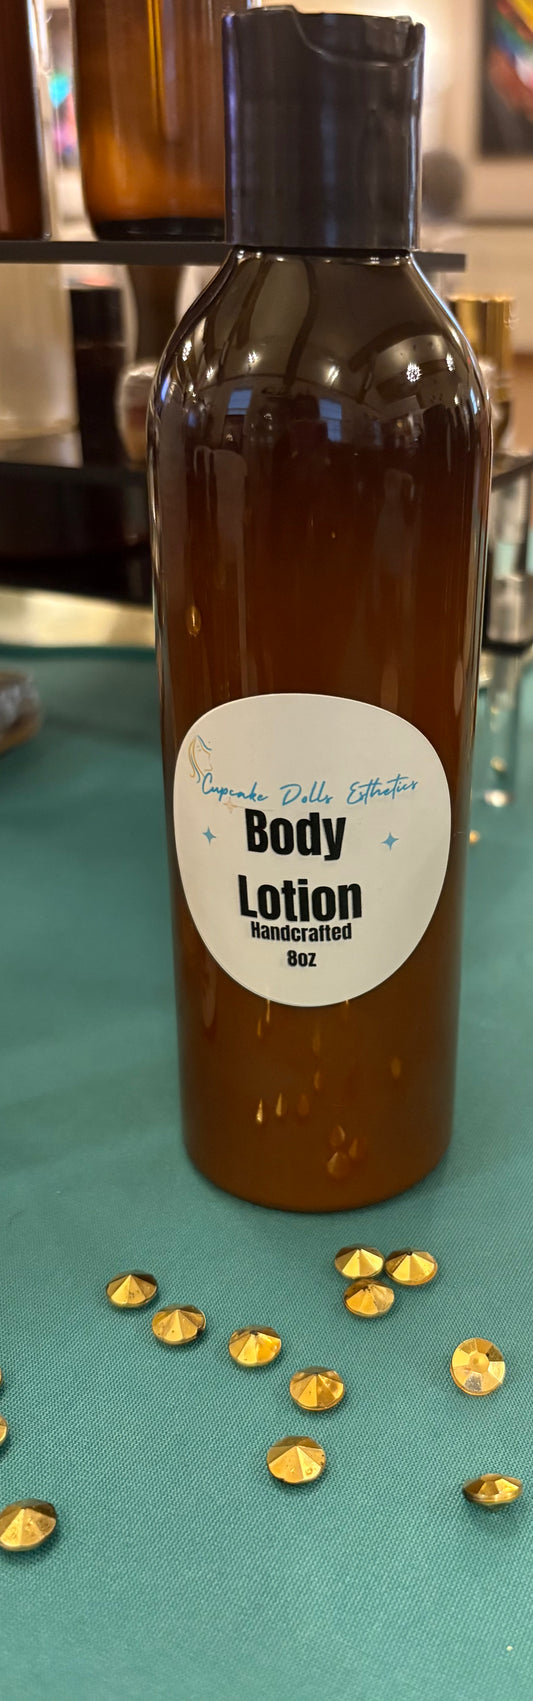 Cupcake Dolls Esthetics
Body
Lotion
Handcrafted
8oz